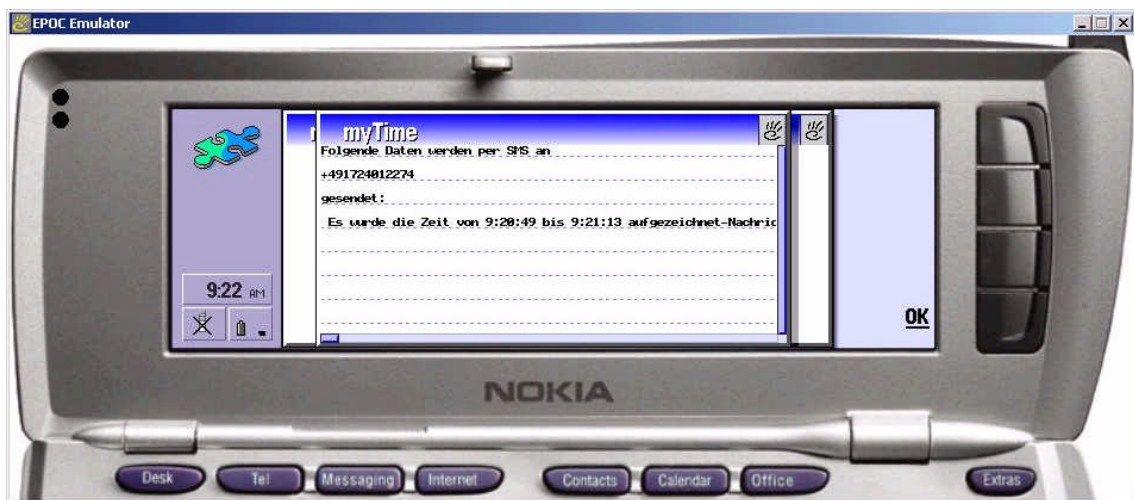 EPOC Emulator
myTime
Folgende Daten werden per SMS an
+491724012274
gesendet:
Es wurde die Zeit von 9:20:49 bis 9:21:13 aufgezeichnet-Nachric
9:22 AM
OK
NOKIA
Desk Tel Messaging Internet Contacts Calendar Office Extras